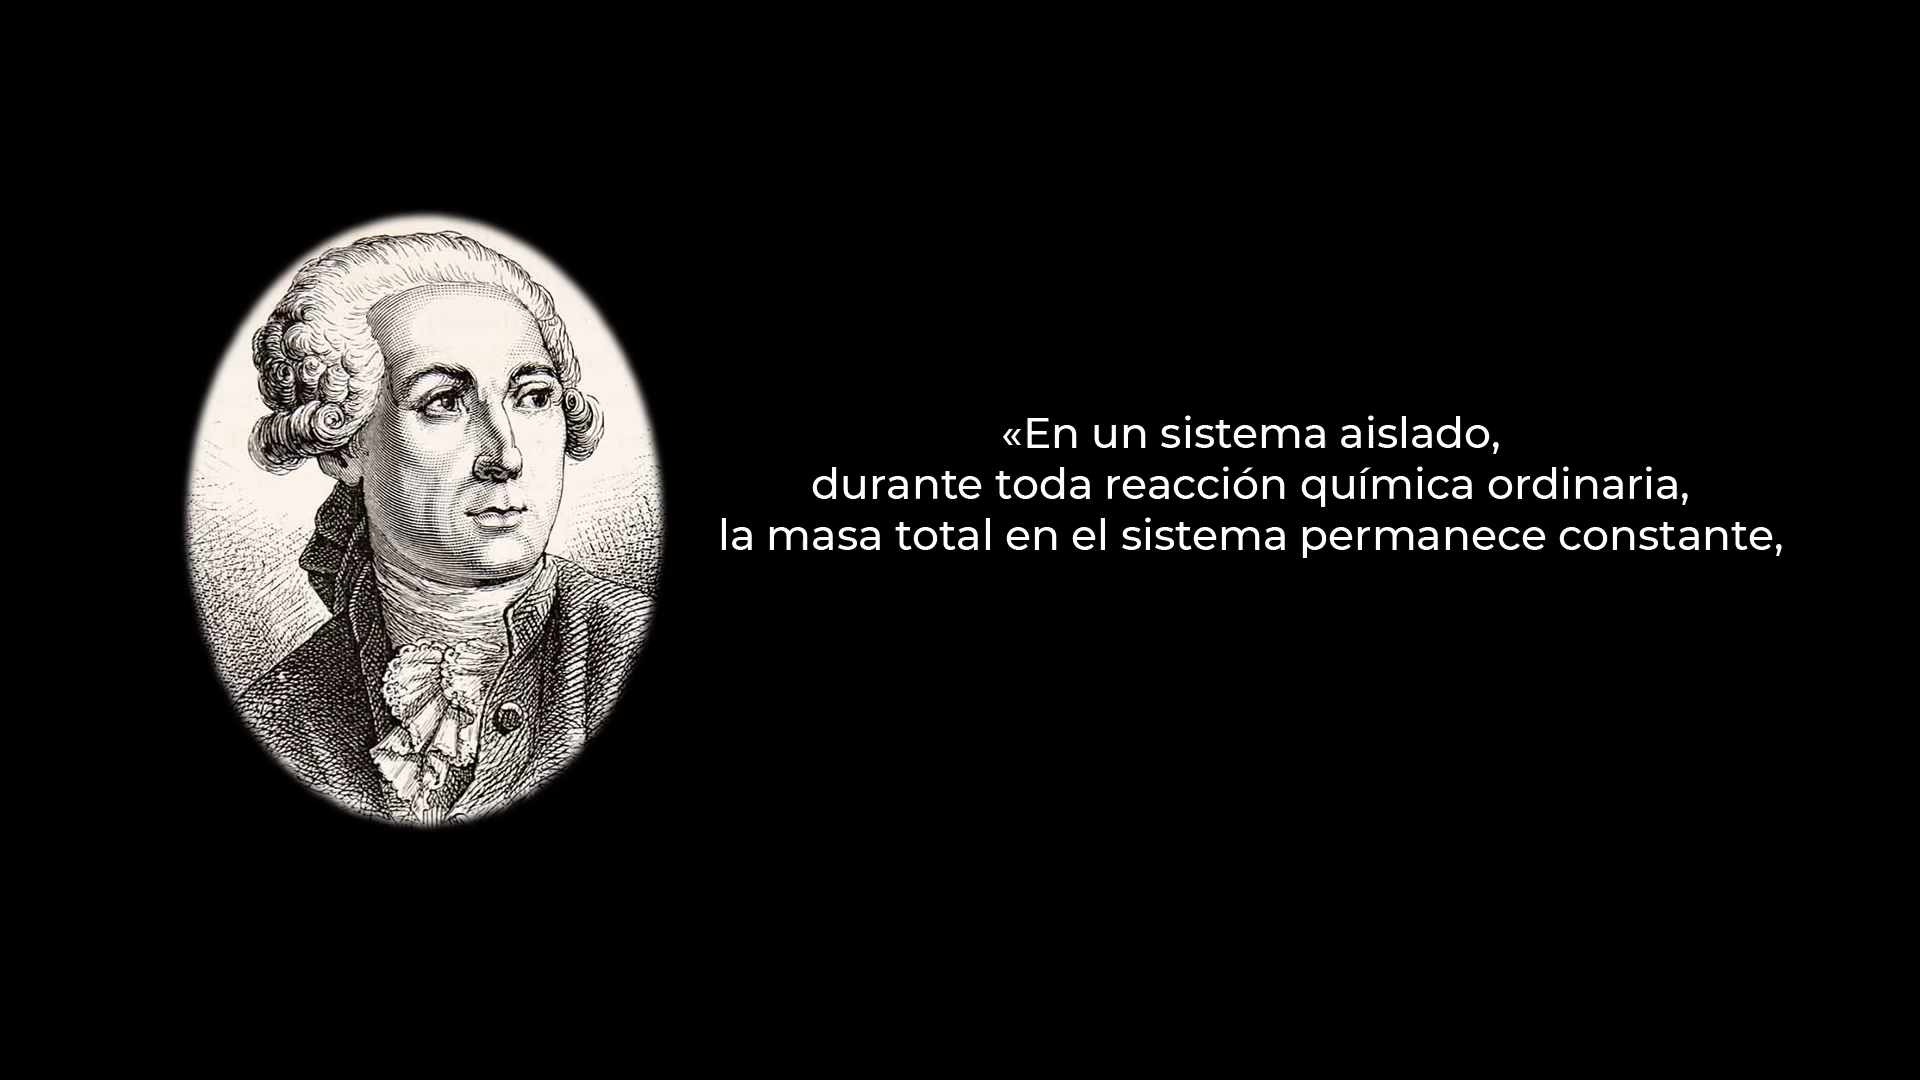 «En un sistema aislado,
durante toda reacción química ordinaria,
la masa total en el sistema permanece constante,